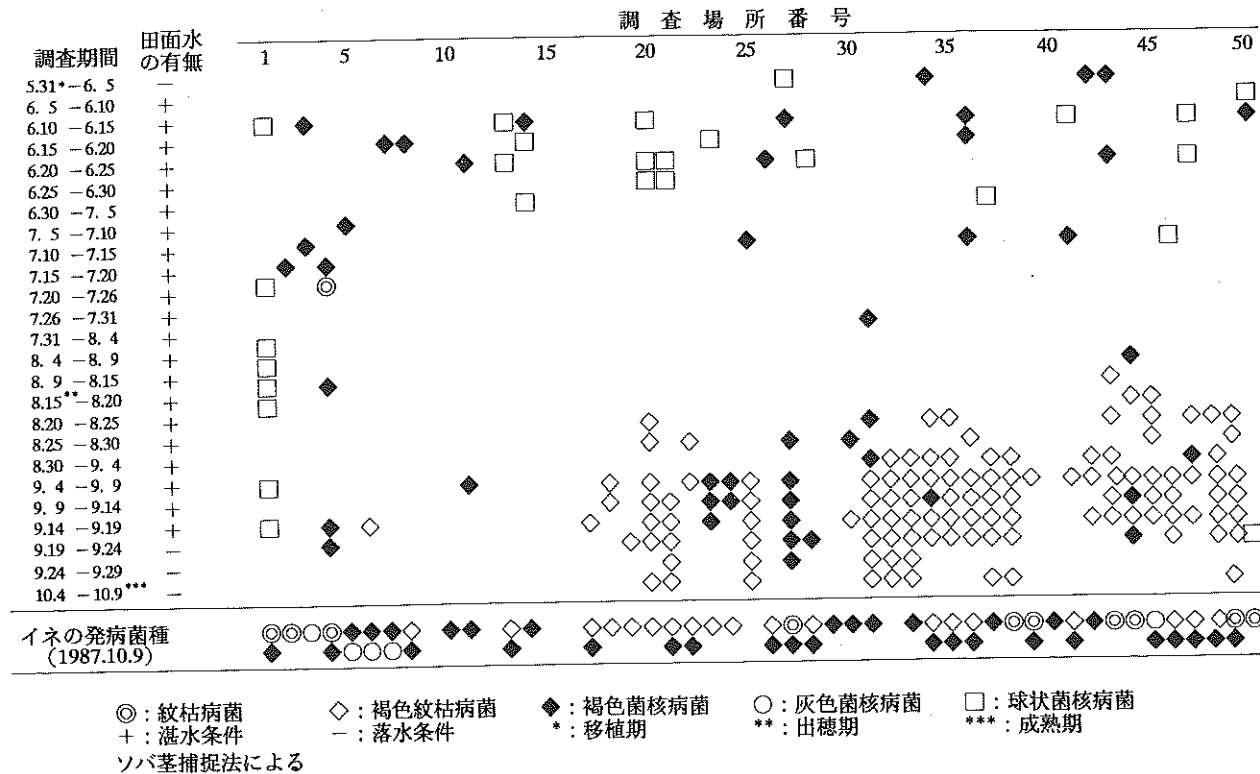 調査場所番号
調査期間 田面水の有無 1 5 10 15 20 25 30 35 40 45 50
5.31*−6. 5 −
6. 5 −6.10 +
6.10 −6.15 +
6.15 −6.20 +
6.20 −6.25 +
6.25 −6.30 +
6.30 −7. 5 +
7. 5 −7.10 +
7.10 −7.15 +
7.15 −7.20 +
7.20 −7.26 +
7.26 −7.31 +
7.31 −8. 4 +
8. 4 −8. 9 +
8. 9 −8.15 +
8.15**−8.20 +
8.20 −8.25 +
8.25 −8.30 +
8.30 −9. 4 +
9. 4 −9. 9 +
9. 9 −9.14 +
9.14 −9.19 +
9.19 −9.24 −
9.24 −9.29 −
10.4 −10.9*** −
イネの発病菌種
(1987.10.9)
◎:紋枯病菌 ◇:褐色紋枯病菌 ◆:褐色菌核病菌 ○:灰色菌核病菌 □:球状菌核病菌
+:湛水条件 −:落水条件 *:移植期 **:出穂期 ***:成熟期
ソバ茎捕捉法による